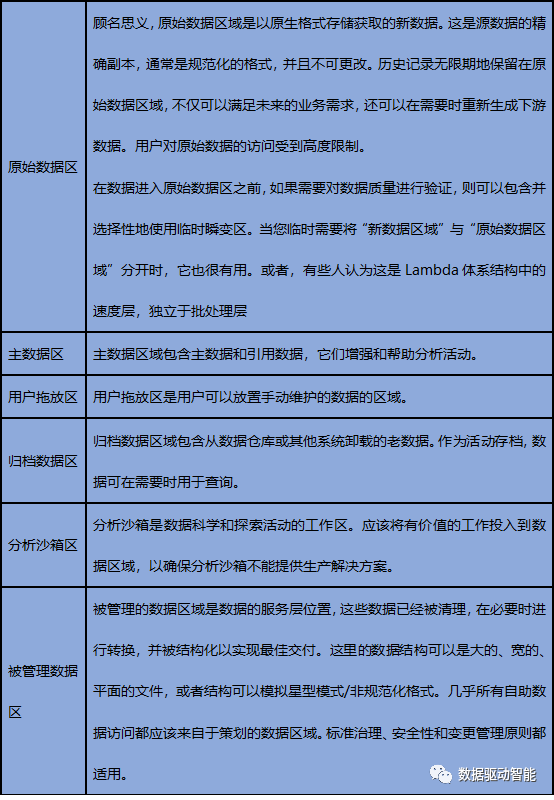 原始数据区
顾名思义，原始数据区域是以原生格式存储获取的新数据。这是源数据的精
确副本，通常是规范化的格式，并且不可更改。历史记录无限期地保留在原
始数据区域，不仅可以满足未来的业务需求，还可以在需要时重新生成下游
数据。用户对原始数据的访问受到高度限制。
在数据进入原始数据区之前，如果需要对数据质量进行验证，则可以包含并
选择性地使用临时瞬变区。当您临时需要将“新数据区域”与“原始数据区
域”分开时，它也很有用。或者，有些人认为这是 Lambda 体系结构中的
速度层，独立于批处理层
主数据区
主数据区域包含主数据和引用数据，它们增强和帮助分析活动。
用户拖放区
用户拖放区是用户可以放置手动维护的数据的区域。
归档数据区
归档数据区域包含从数据仓库或其他系统卸载的老数据。作为活动存档，数
据可在需要时用于查询。
分析沙箱区
分析沙箱是数据科学和探索活动的工作区。应该将有价值的工作投入到数
据区域，以确保分析沙箱不能提供生产解决方案。
被管理数据
区
被管理的数据区域是数据的服务层位置，这些数据已经被清理，在必要时进
行转换，并被结构化以实现最佳交付。这里的数据结构可以是大的、宽的、
平面的文件，或者结构可以模拟星型模式/非规范化格式。几乎所有自助数
据访问都应该来自于策划的数据区域。标准治理、安全性和变更管理原则都
适用。
数据驱动智能